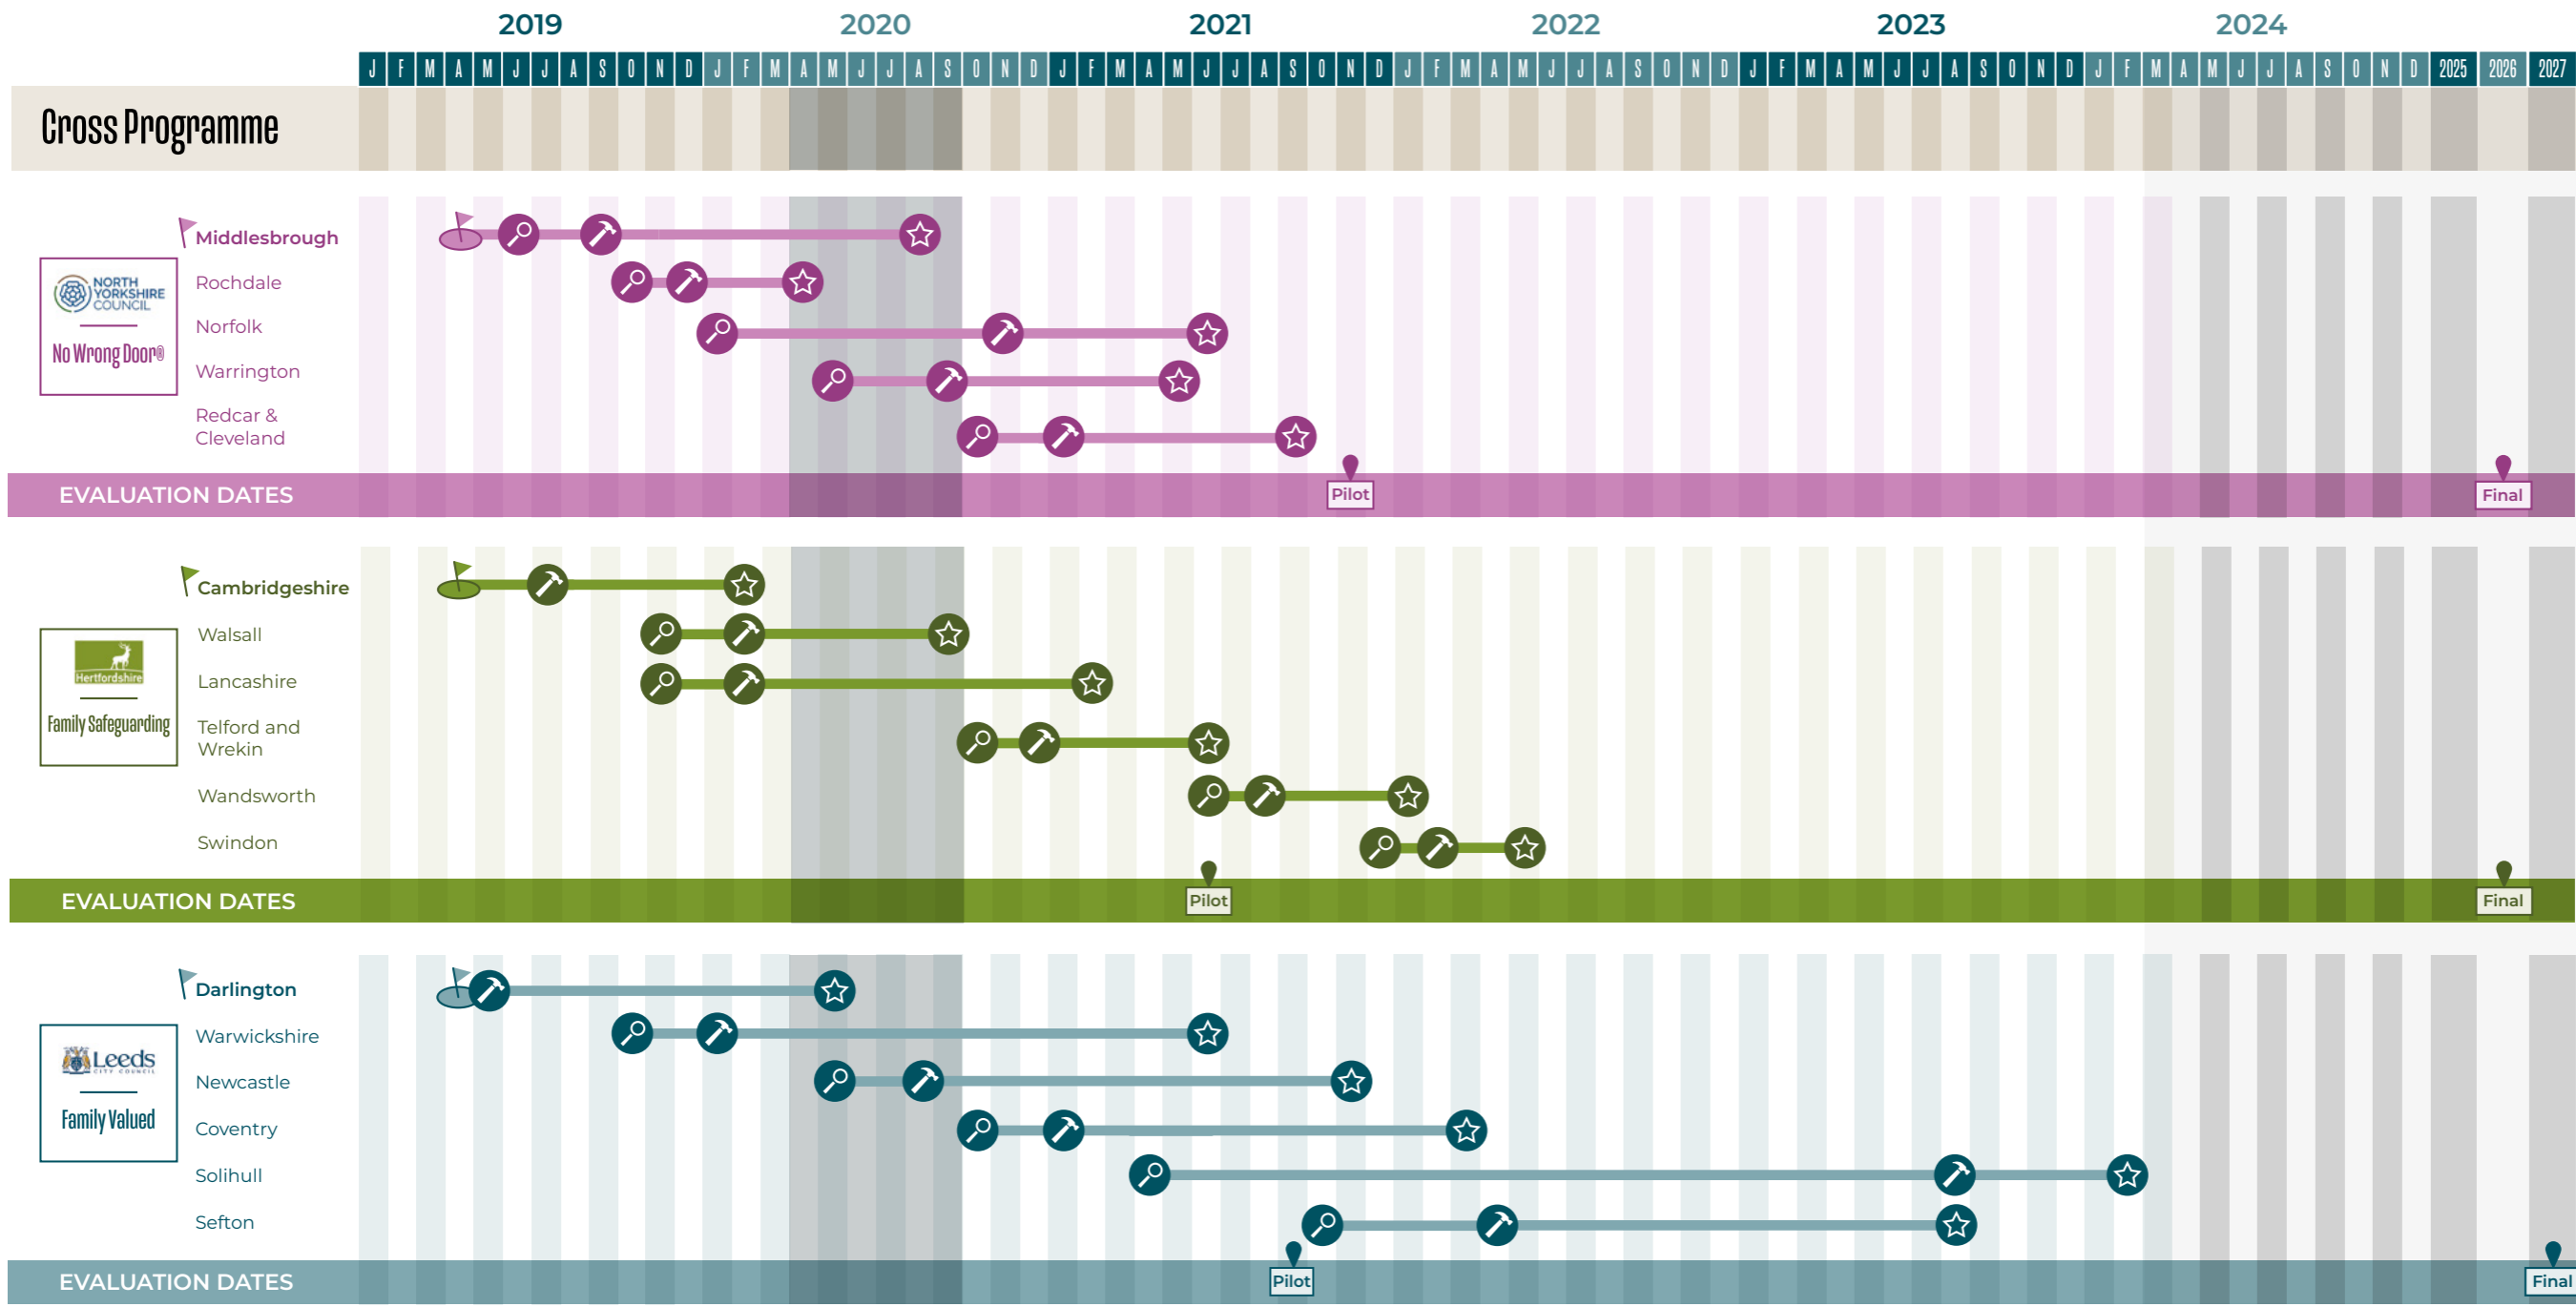 2019 2020 2021 2022 2023 2024
J F M A M J J A S O N D J F M A M J J A S O N D J F M A M J J A S O N D J F M A M J J A S O N D J F M A M J J A S O N D J F M A M J J A S O N D 2025 2026 2027
Cross Programme
Middlesbrough
NORTH
YORKSHIRE
COUNCIL
No Wrong Door®
Rochdale
Norfolk
Warrington
Redcar &
Cleveland
EVALUATION DATES Pilot Final
Cambridgeshire
Hertfordshire
Family Safeguarding
Walsall
Lancashire
Telford and
Wrekin
Wandsworth
Swindon
EVALUATION DATES Pilot Final
Darlington
Leeds
CITY COUNCIL
Family Valued
Warwickshire
Newcastle
Coventry
Solihull
Sefton
EVALUATION DATES Pilot Final